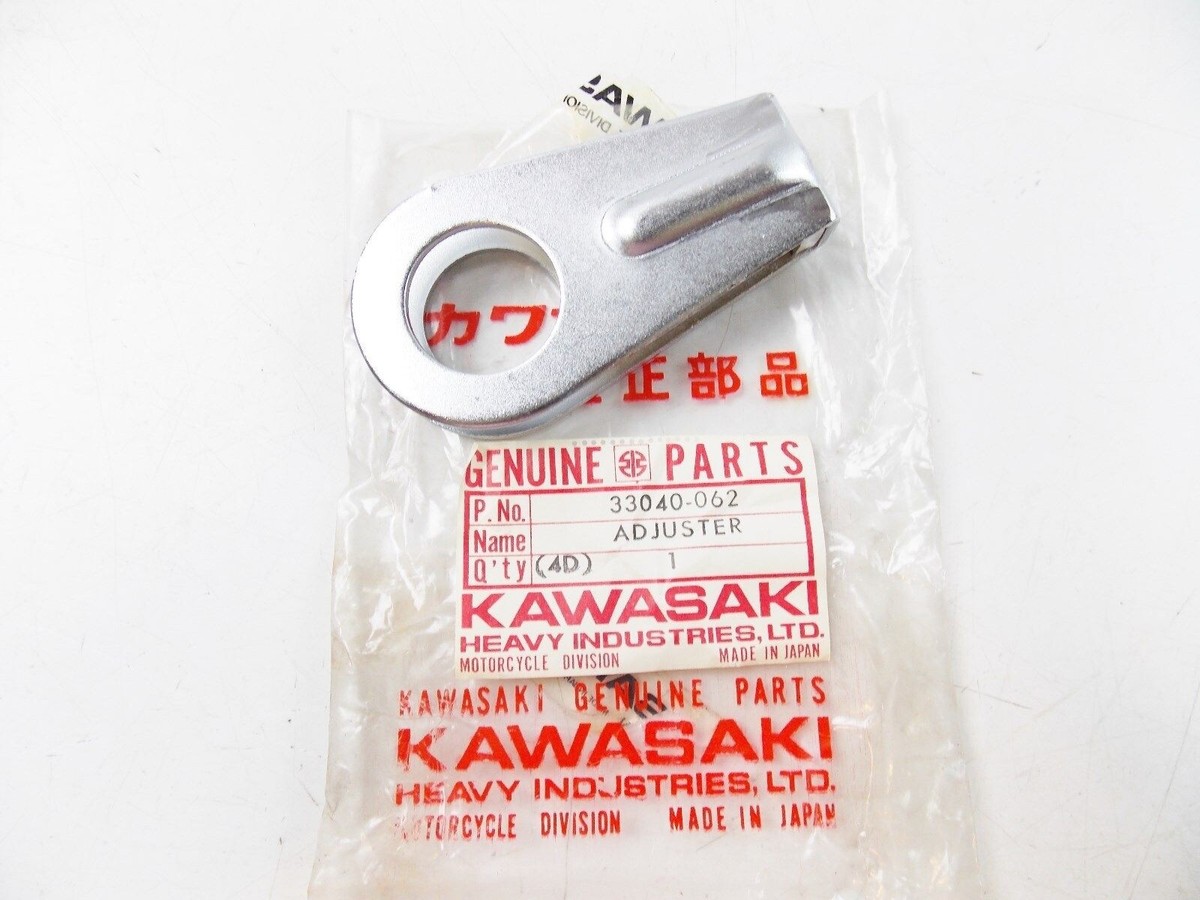 カワ
正部品
GENUINE PARTS
P.No. 33040-062
Name ADJUSTER
Q'ty (4D) 1
KAWASAKI
HEAVY INDUSTRIES, LTD.
MOTORCYCLE DIVISION MADE IN JAPAN
KAWASAKI GENUINE PARTS
KAWASAKI
HEAVY INDUSTRIES, LTD.
MOTORCYCLE DIVISION MADE IN JAPAN